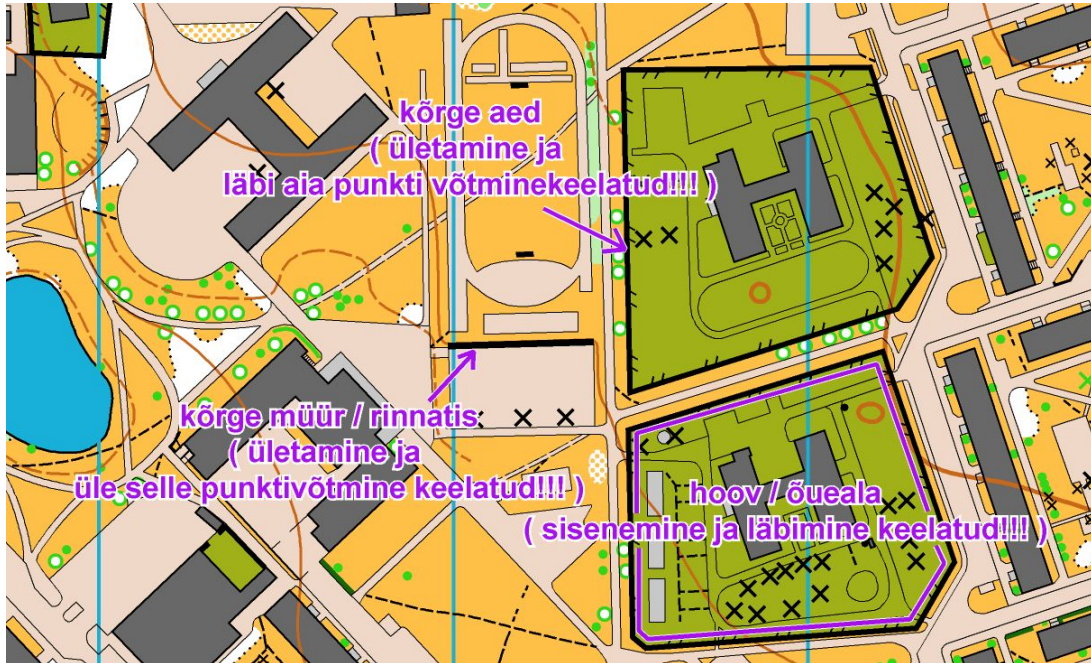 kõrge aed
( ületamine ja
läbi aia punkti võtminekeelatud!!! )
kõrge müür / rinnatis
( ületamine ja
üle selle punktivõtmine keelatud!!! )
hoov / õueala
( sisenemine ja läbimine keelatud!!! )